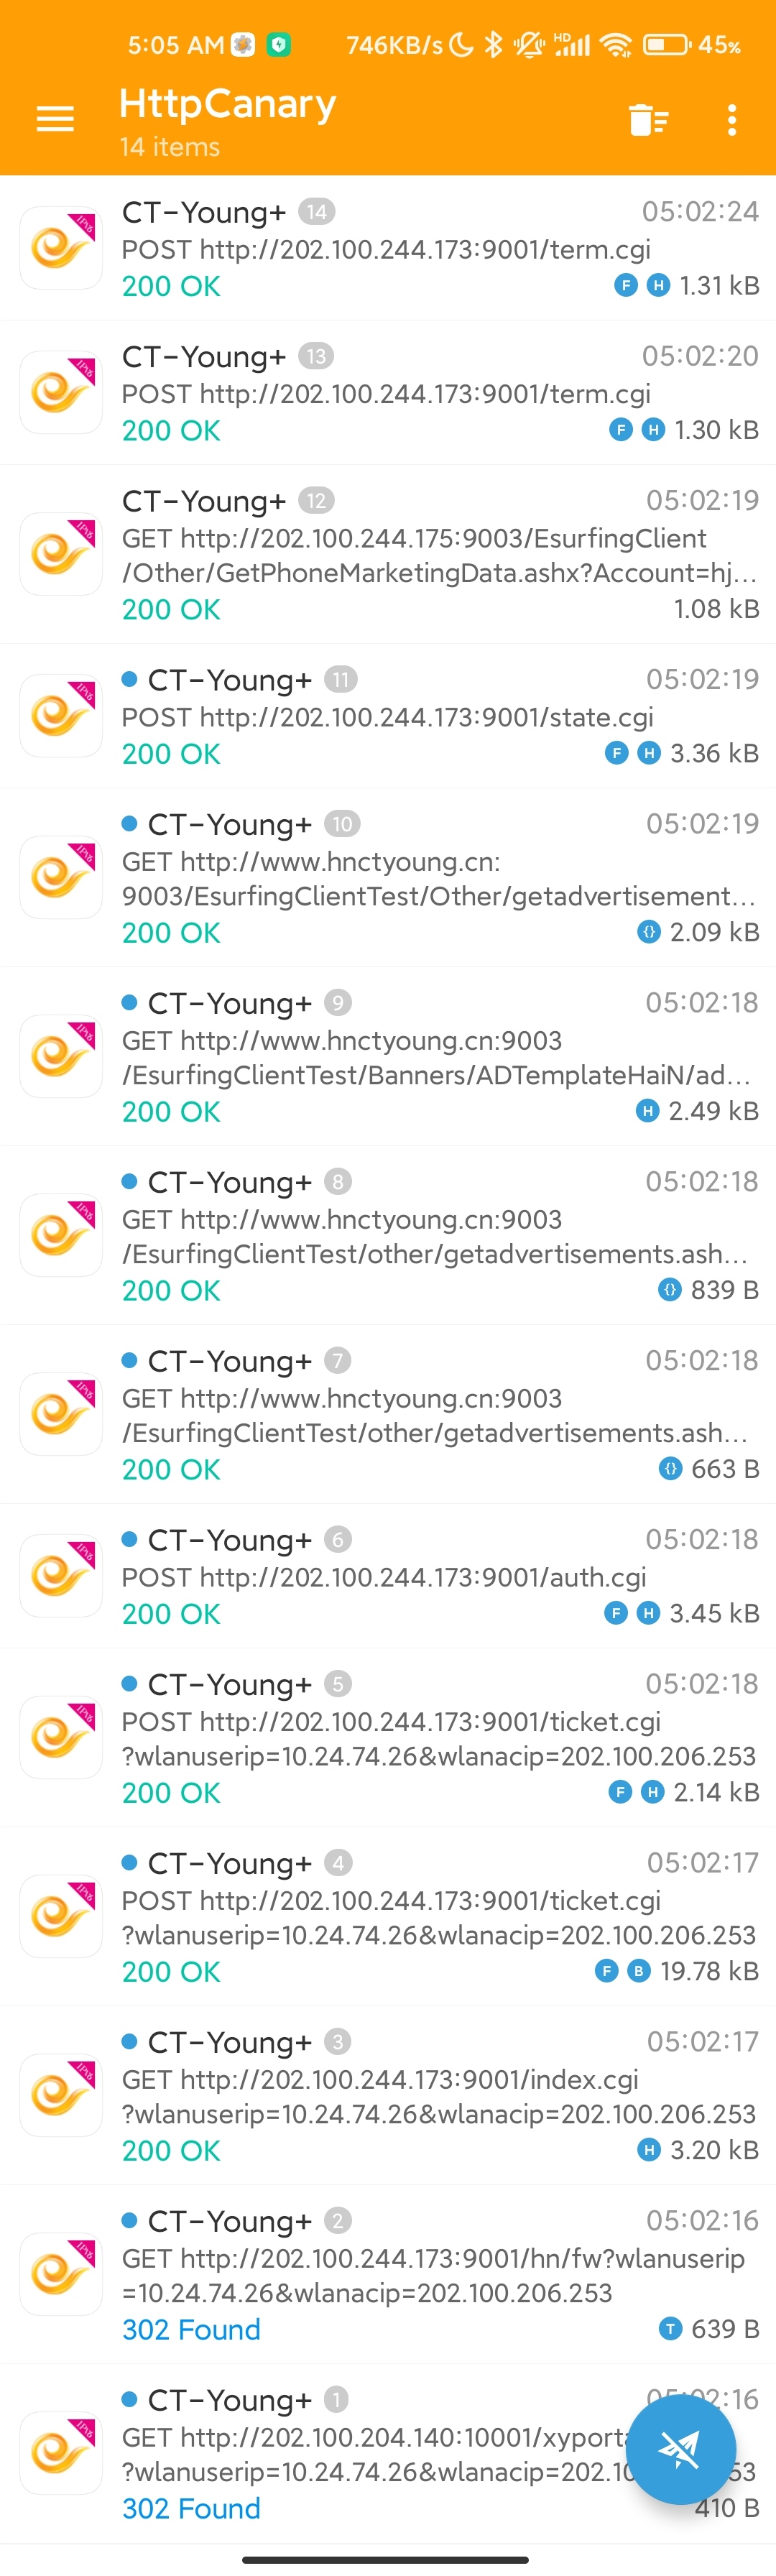 5:05 AM 746KB/s HD 45%
HttpCanary
14 items
CT-Young+ 14 05:02:24
POST http://202.100.244.173:9001/term.cgi
200 OK F H 1.31 kB
CT-Young+ 13 05:02:20
POST http://202.100.244.173:9001/term.cgi
200 OK F H 1.30 kB
CT-Young+ 12 05:02:19
GET http://202.100.244.175:9003/EsurfingClient
/Other/GetPhoneMarketingData.ashx?Account=hj...
200 OK 1.08 kB
CT-Young+ 11 05:02:19
POST http://202.100.244.173:9001/state.cgi
200 OK F H 3.36 kB
CT-Young+ 10 05:02:19
GET http://www.hnctyoung.cn:
9003/EsurfingClientTest/Other/getadvertisement...
200 OK {} 2.09 kB
CT-Young+ 9 05:02:18
GET http://www.hnctyoung.cn:9003
/EsurfingClientTest/Banners/ADTemplateHaiN/ad...
200 OK H 2.49 kB
CT-Young+ 8 05:02:18
GET http://www.hnctyoung.cn:9003
/EsurfingClientTest/other/getadvertisements.ash...
200 OK {} 839 B
CT-Young+ 7 05:02:18
GET http://www.hnctyoung.cn:9003
/EsurfingClientTest/other/getadvertisements.ash...
200 OK {} 663 B
CT-Young+ 6 05:02:18
POST http://202.100.244.173:9001/auth.cgi
200 OK F H 3.45 kB
CT-Young+ 5 05:02:18
POST http://202.100.244.173:9001/ticket.cgi
?wlanuserip=10.24.74.26&wlanacip=202.100.206.253
200 OK F H 2.14 kB
CT-Young+ 4 05:02:17
POST http://202.100.244.173:9001/ticket.cgi
?wlanuserip=10.24.74.26&wlanacip=202.100.206.253
200 OK F B 19.78 kB
CT-Young+ 3 05:02:17
GET http://202.100.244.173:9001/index.cgi
?wlanuserip=10.24.74.26&wlanacip=202.100.206.253
200 OK H 3.20 kB
CT-Young+ 2 05:02:16
GET http://202.100.244.173:9001/hn/fw?wlanuserip
=10.24.74.26&wlanacip=202.100.206.253
302 Found T 639 B
CT-Young+ 1
GET http://202.100.204.140:10001/xyporta
?wlanuserip=10.24.74.26&wlanacip=202.10 53
302 Found 410 B